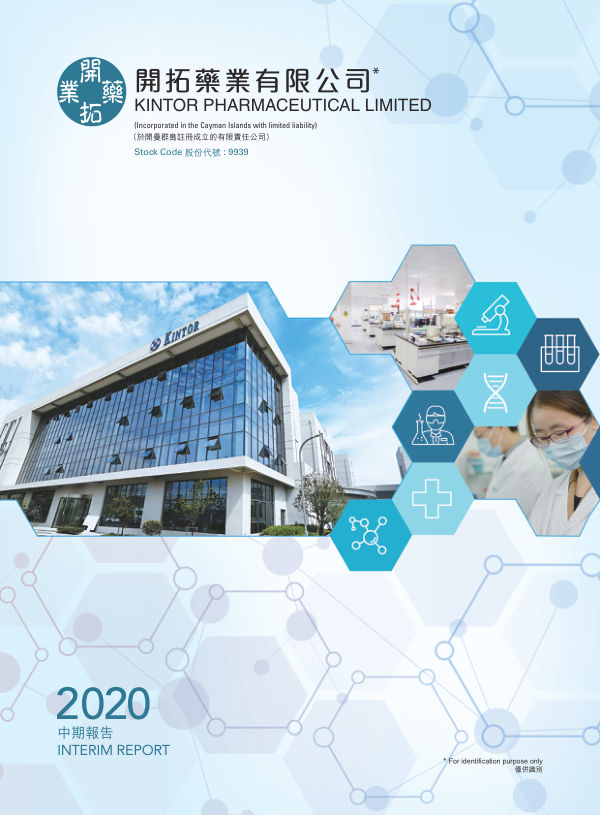 開拓藥業
開拓藥業有限公司*
KINTOR PHARMACEUTICAL LIMITED
(Incorporated in the Cayman Islands with limited liability)
(於開曼群島註冊成立的有限責任公司)
Stock Code 股份代號 : 9939
KINTOR
2020
中期報告
INTERIM REPORT
* For identification purpose only
僅供識別